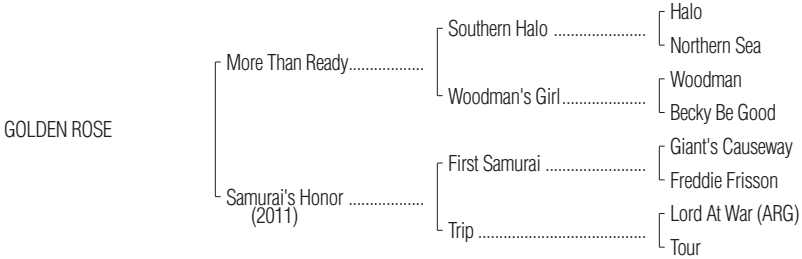 Halo
Southern Halo ......................
Northern Sea
More Than Ready..................
Woodman
Woodman's Girl....................
Becky Be Good
GOLDEN ROSE
Giant's Causeway
First Samurai ........................
Freddie Frisson
Samurai's Honor ..................
(2011)
Lord At War (ARG)
Trip .......................................
Tour